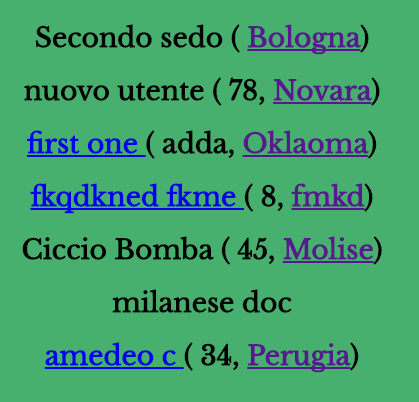 Secondo sedo ( Bologna)
nuovo utente ( 78, Novara)
first one ( adda, Oklaoma)
fkqdkned fkme ( 8, fmkd)
Ciccio Bomba ( 45, Molise)
milanese doc
amedeo c ( 34, Perugia)